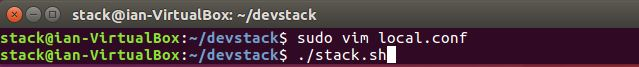 stack@ian-VirtualBox: ~/devstack
stack@ian-VirtualBox:~/devstack$ sudo vim local.conf
stack@ian-VirtualBox:~/devstack$ ./stack.sh